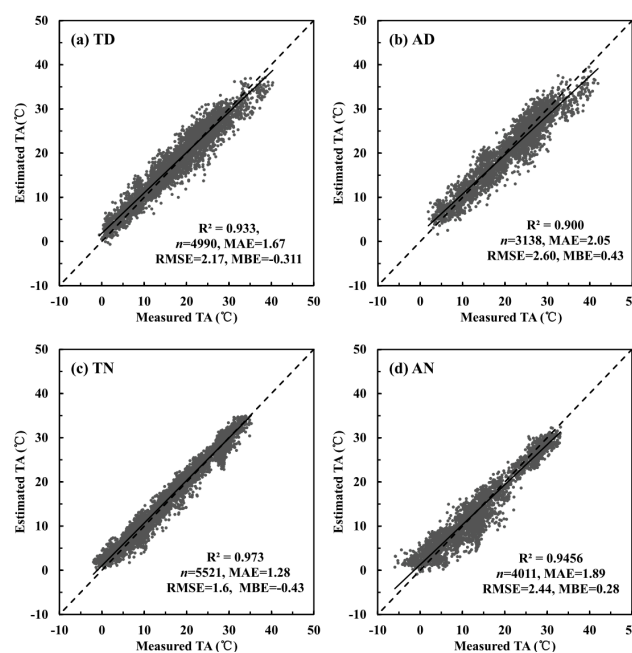 50
40
30
20
10
0
-10
Estimated TA(℃)
(a) TD
R² = 0.933,
n=4990, MAE=1.67
RMSE=2.17, MBE=-0.311
-10 0 10 20 30 40 50
Measured TA (℃)
50
40
30
20
10
0
-10
Estimated TA (℃)
(b) AD
R² = 0.900
n=3138, MAE=2.05
RMSE=2.60, MBE=0.43
-10 0 10 20 30 40 50
Measured TA (℃)
50
40
30
20
10
0
-10
Estimated TA (℃)
(c) TN
R² = 0.973
n=5521, MAE=1.28
RMSE=1.6, MBE=-0.43
-10 0 10 20 30 40 50
Measured TA (℃)
50
40
30
20
10
0
-10
Estimated TA (℃)
(d) AN
R² = 0.9456
n=4011, MAE=1.89
RMSE=2.44, MBE=0.28
-10 0 10 20 30 40 50
Measured TA (℃)